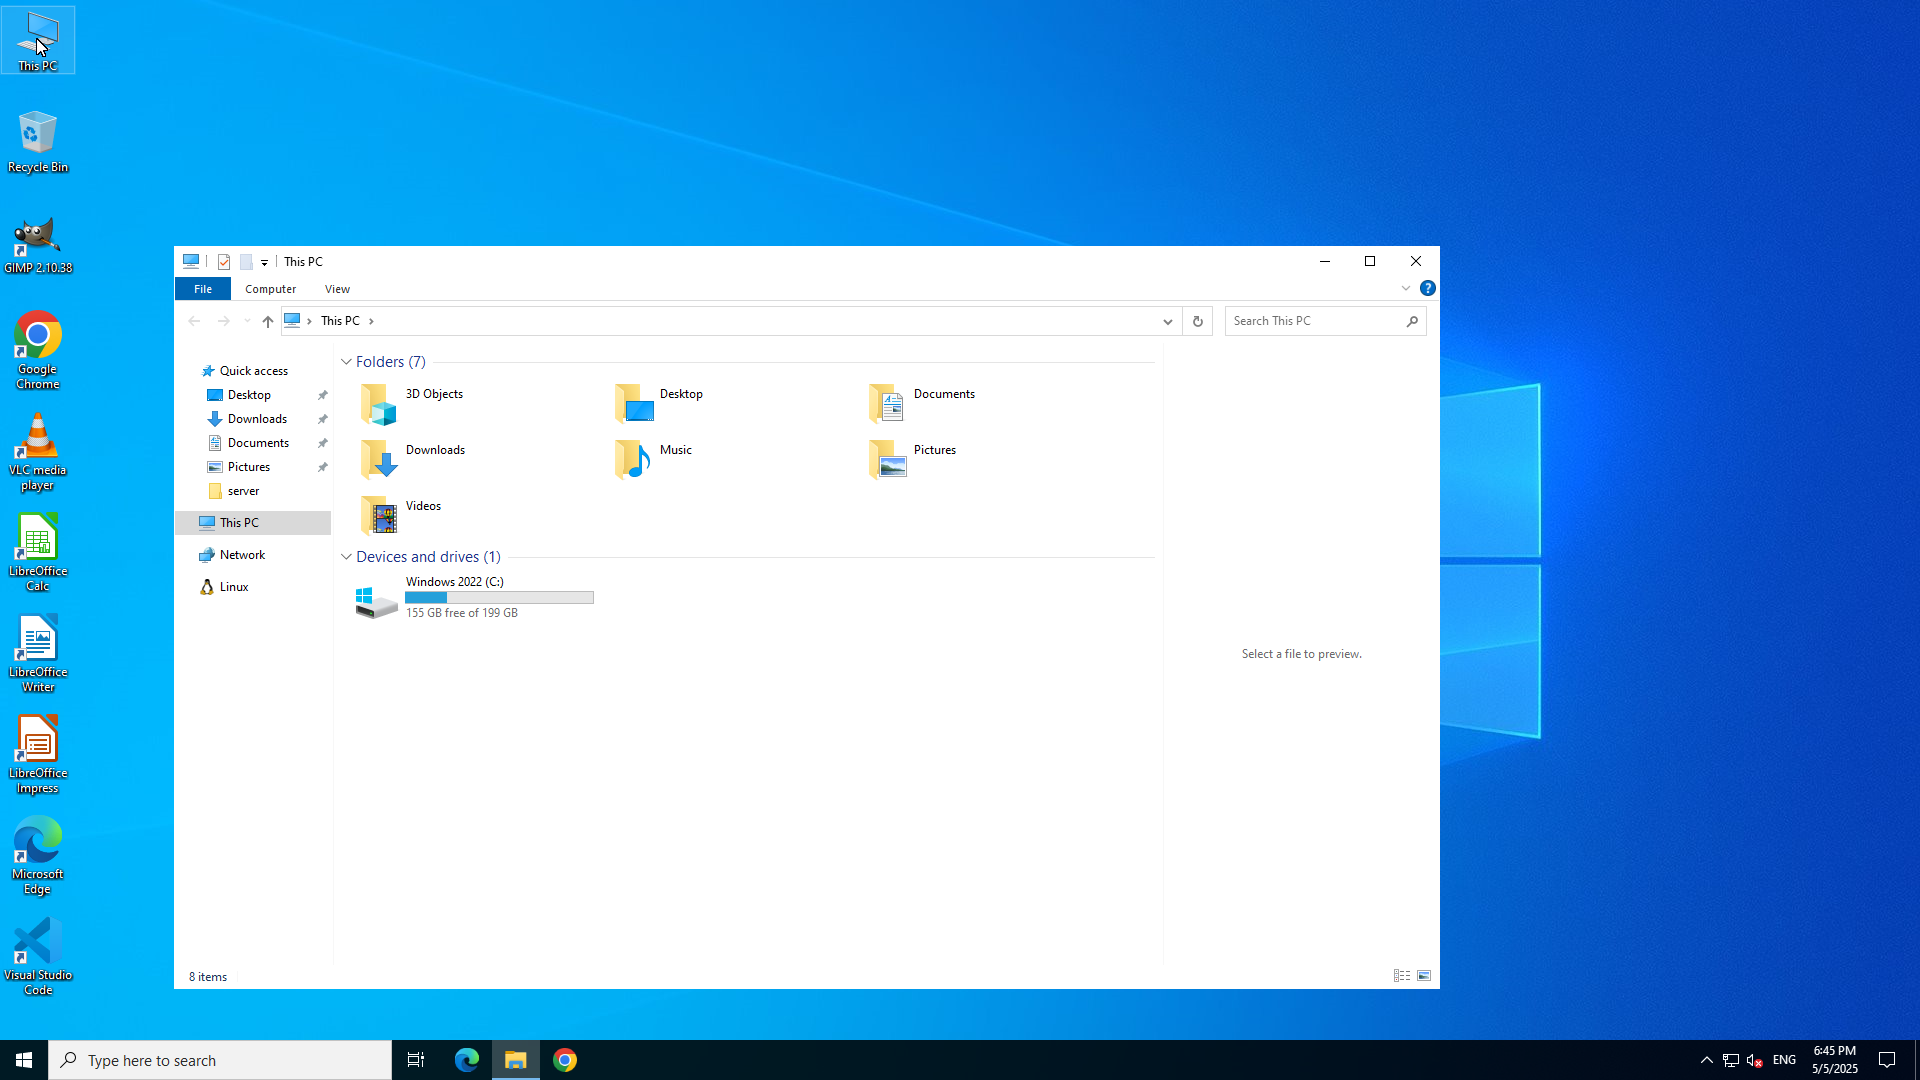 This PC
Recycle Bin
GIMP 2.10.38
Google
Chrome
VLC media
player
LibreOffice
Calc
LibreOffice
Writer
LibreOffice
Impress
Microsoft
Edge
Visual Studio
Code
This PC
File
Computer
View
This PC
Search This PC
Quick access
Desktop
Downloads
Documents
Pictures
server
This PC
Network
Linux
Folders (7)
3D Objects
Desktop
Documents
Downloads
Music
Pictures
Videos
Devices and drives (1)
Windows 2022 (C:)
155 GB free of 199 GB
Select a file to preview.
8 items
Type here to search
ENG
6:45 PM
5/5/2025